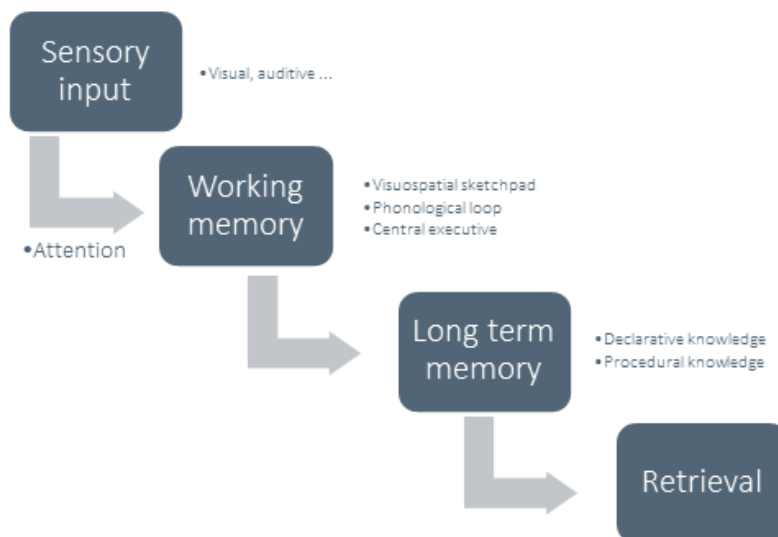 Sensory
input
•Visual, auditive ...
Working
memory
•Visuospatial sketchpad
•Phonological loop
•Central executive
•Attention
Long term
memory
•Declarative knowledge
•Procedural knowledge
Retrieval